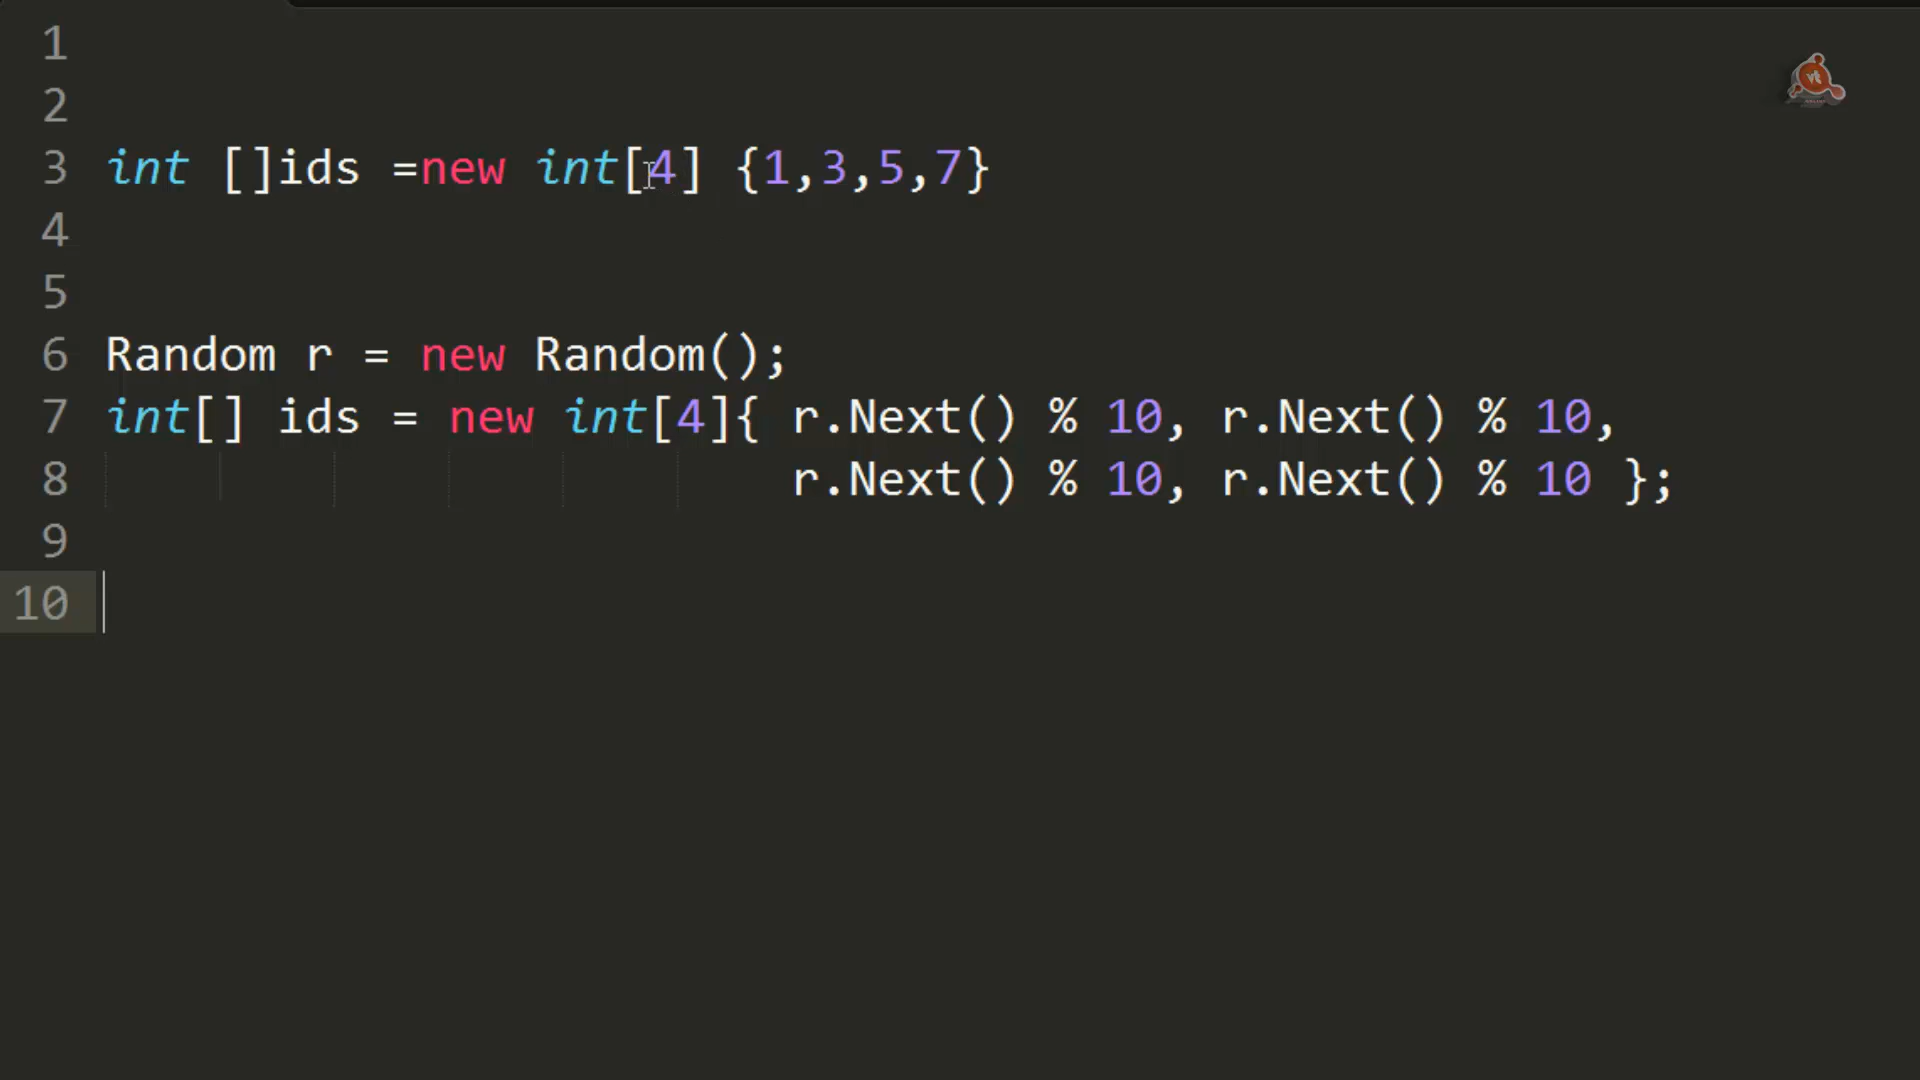 1
2
3 int []ids =new int[4] {1,3,5,7}
4
5
6 Random r = new Random();
7 int[] ids = new int[4]{ r.Next() % 10, r.Next() % 10,
8 r.Next() % 10, r.Next() % 10 };
9
10
vt